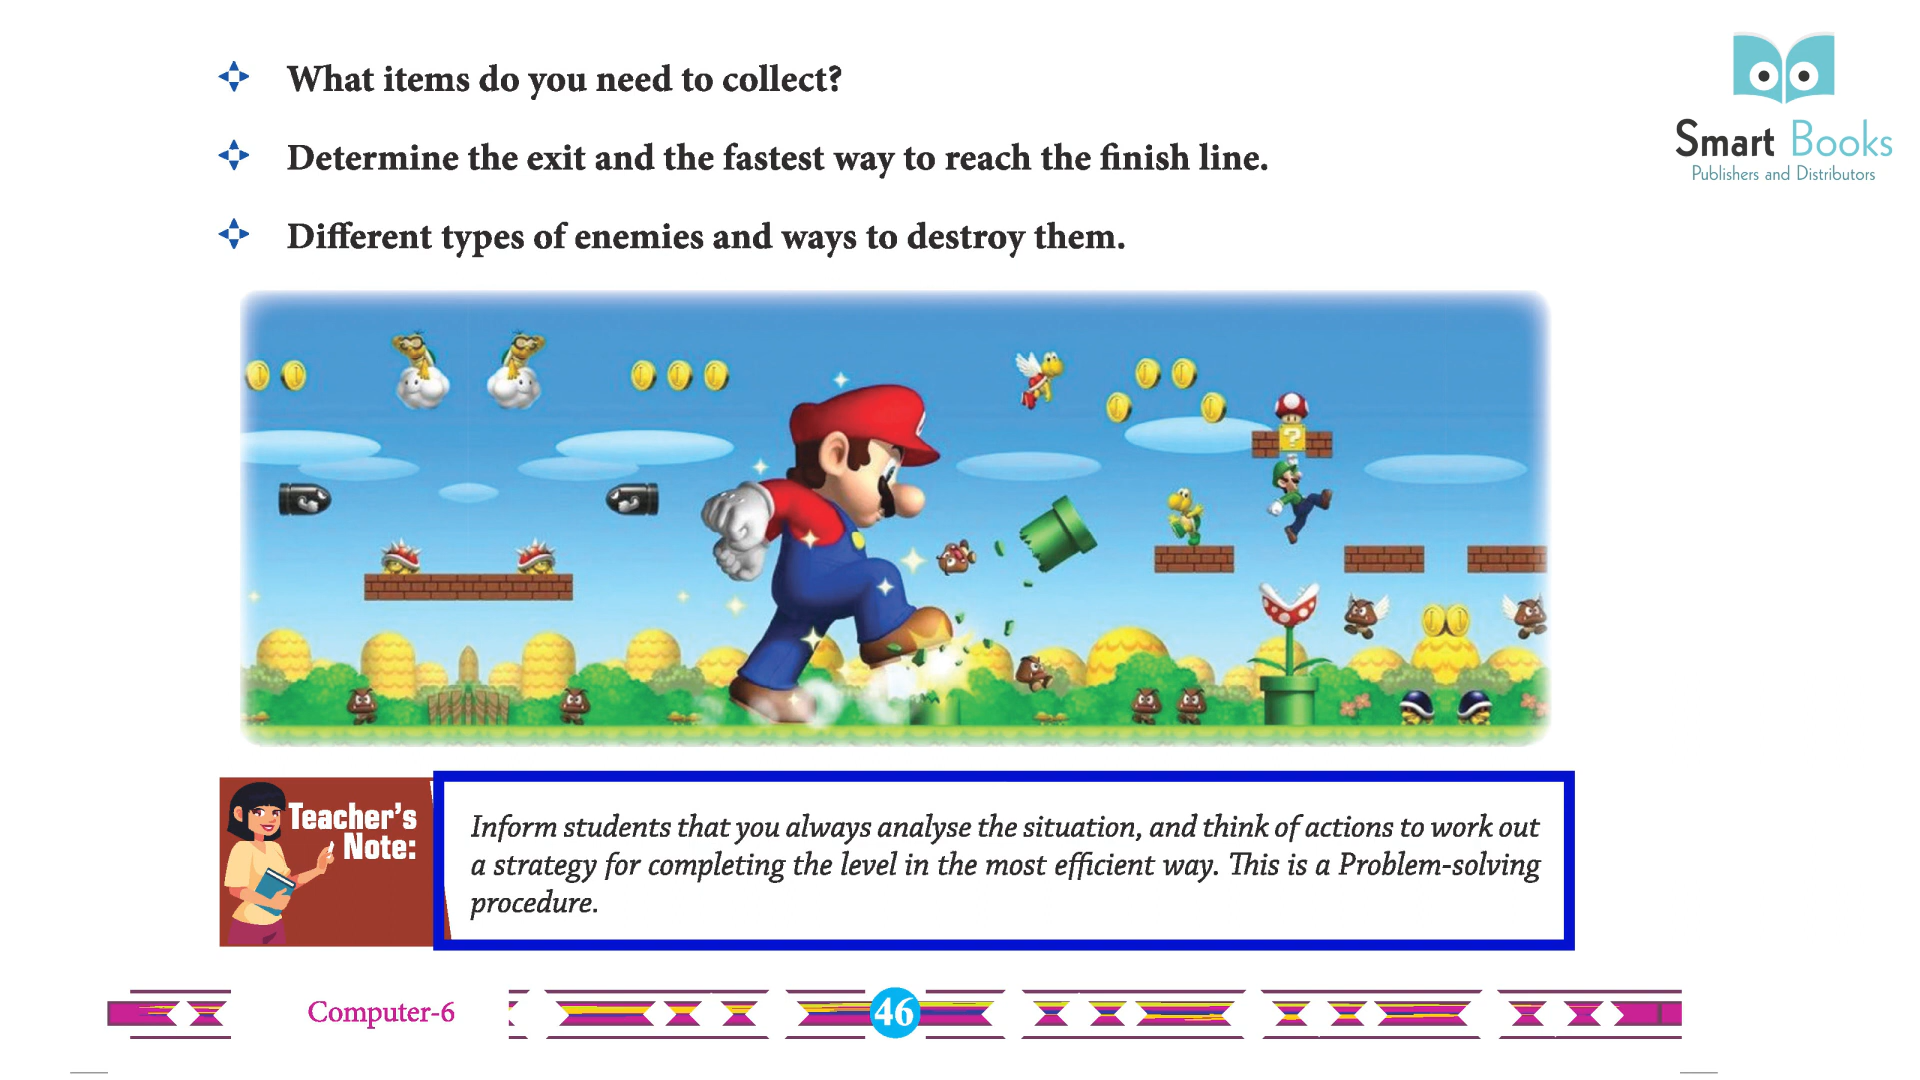 What items do you need to collect?
Determine the exit and the fastest way to reach the finish line.
Different types of enemies and ways to destroy them.
Smart Books
Publishers and Distributors
?
Teacher's
Note:
Inform students that you always analyse the situation, and think of actions to work out
a strategy for completing the level in the most efficient way. This is a Problem-solving
procedure.
Computer-6
46